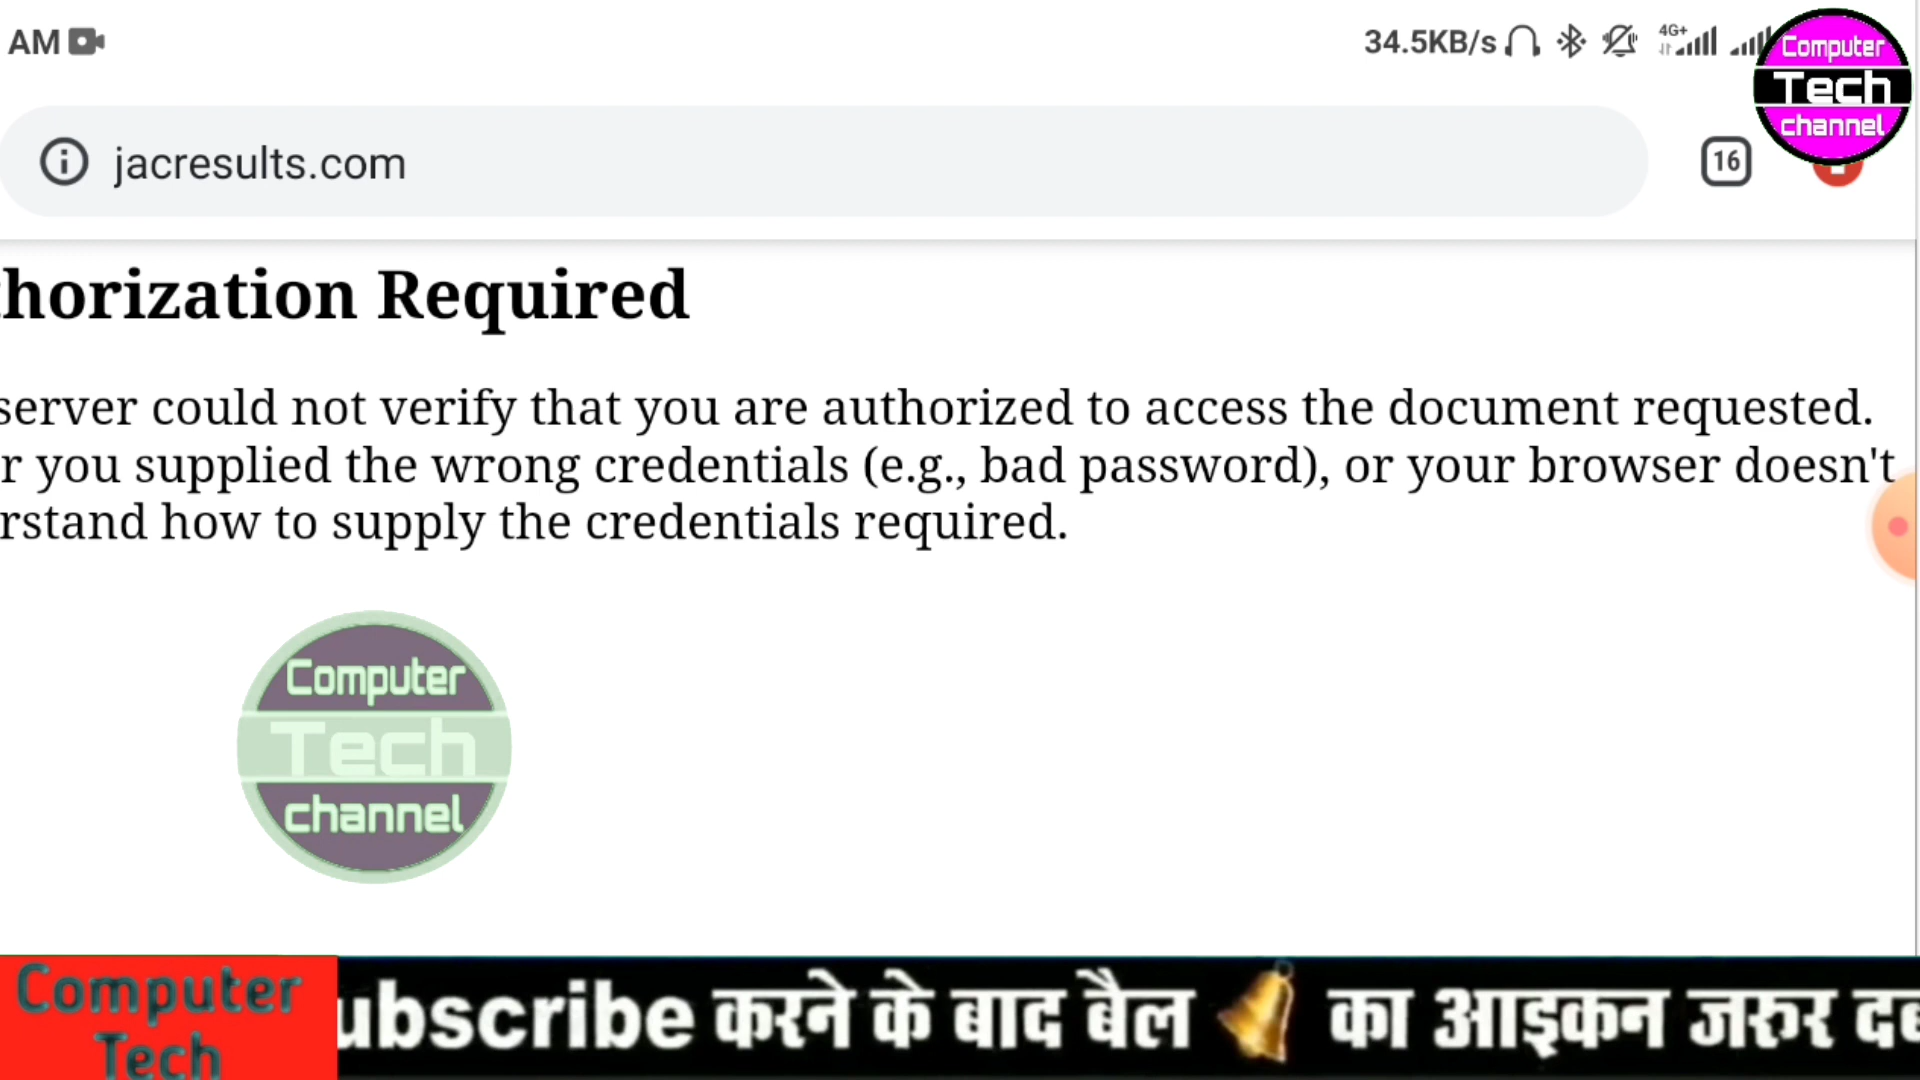 AM
34.5KB/s
4G+
Computer
Tech
channel
jacresults.com
16
horization Required
server could not verify that you are authorized to access the document requested.
r you supplied the wrong credentials (e.g., bad password), or your browser doesn't
rstand how to supply the credentials required.
Computer
Tech
channel
Computer
Tech
ubscribe करने के बाद बैल 🔔 का आइकन जरुर